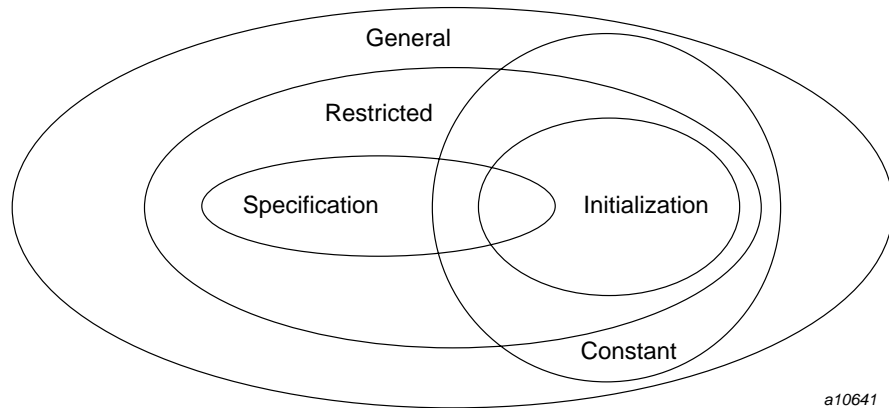 General
Restricted
Specification
Initialization
Constant
a10641